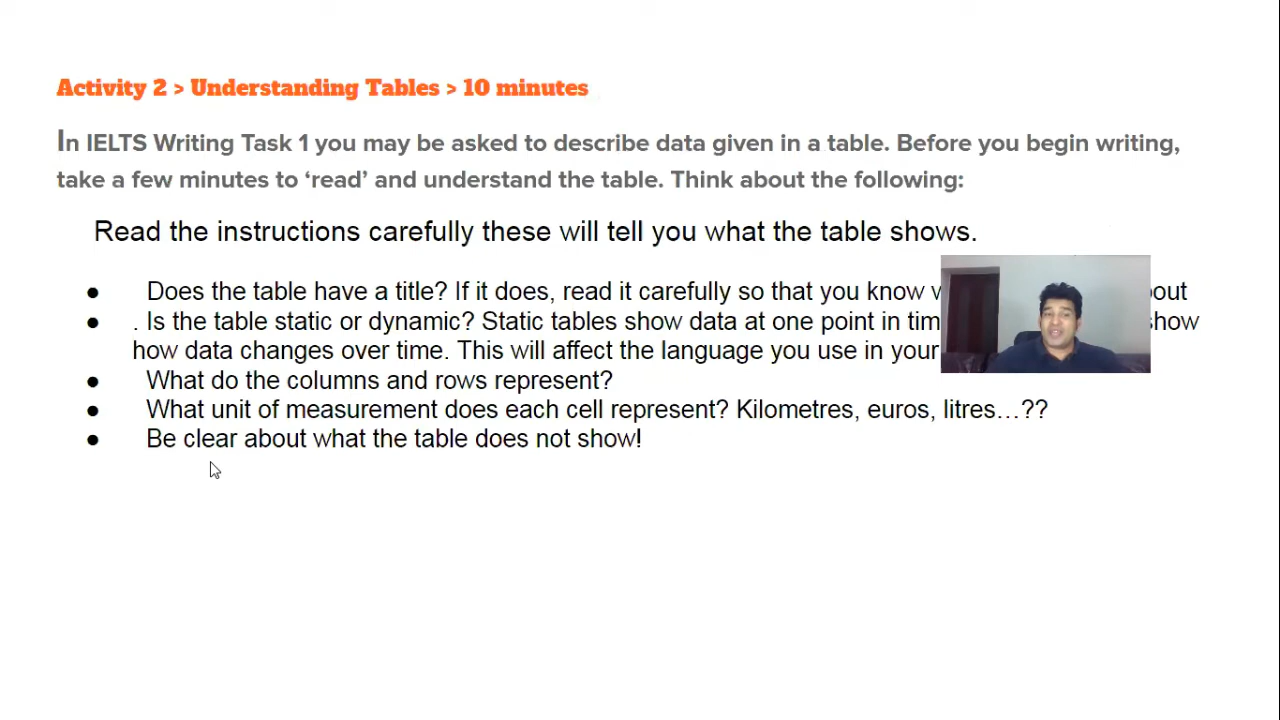 Activity 2 > Understanding Tables > 10 minutes
In IELTS Writing Task 1 you may be asked to describe data given in a table. Before you begin writing,
take a few minutes to ‘read’ and understand the table. Think about the following:
Read the instructions carefully these will tell you what the table shows.
● Does the table have a title? If it does, read it carefully so that you know
● . Is the table static or dynamic? Static tables show data at one point in show
how data changes over time. This will affect the language you use in your
● What do the columns and rows represent?
● What unit of measurement does each cell represent? Kilometres, euros, litres…??
● Be clear about what the table does not show!